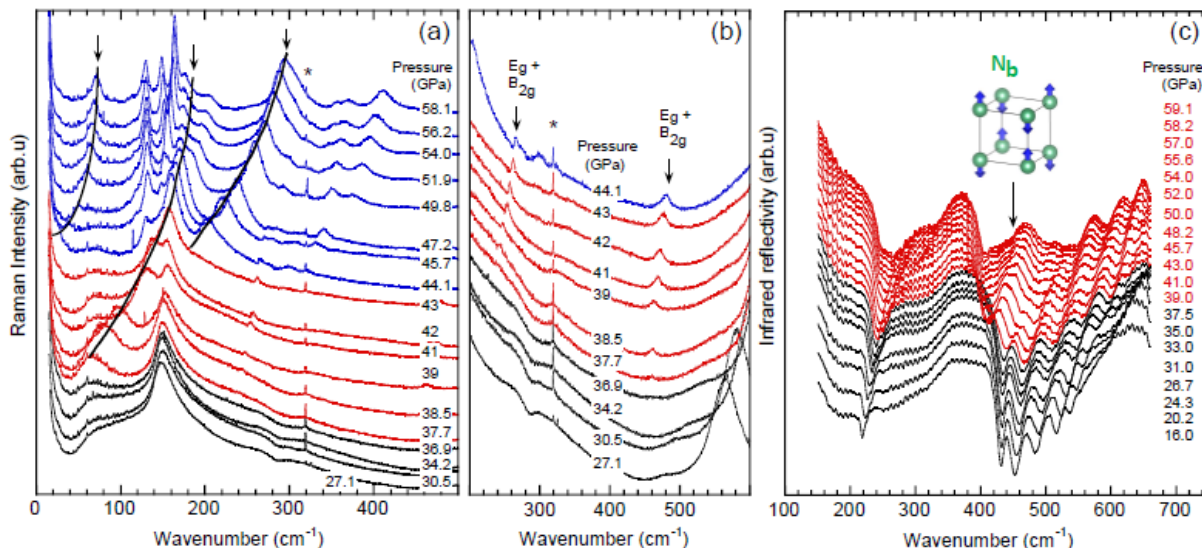 (a)
Pressure
(GPa)
58.1
56.2
54.0
51.9
49.8
47.2
45.7
44.1
43
42
41
39
38.5
37.7
36.9
34.2
30.5
27.1
*
Raman Intensity (arb.u)
0 100 200 300 400
Wavenumber (cm⁻¹)
(b)
Eg +
B2g
*
Pressure
(GPa)
Eg +
B2g
44.1
43
42
41
39
38.5
37.7
36.9
34.2
30.5
27.1
300 400 500
Wavenumber (cm⁻¹)
(c)
Nb
Pressure
(GPa)
59.1
58.2
57.0
55.6
54.0
52.0
50.0
48.2
45.7
43.0
41.0
39.0
37.5
35.0
33.0
31.0
26.7
24.3
20.2
16.0
Infrared reflectivity (arb.u)
100 200 300 400 500 600 700
Wavenumber (cm⁻¹)